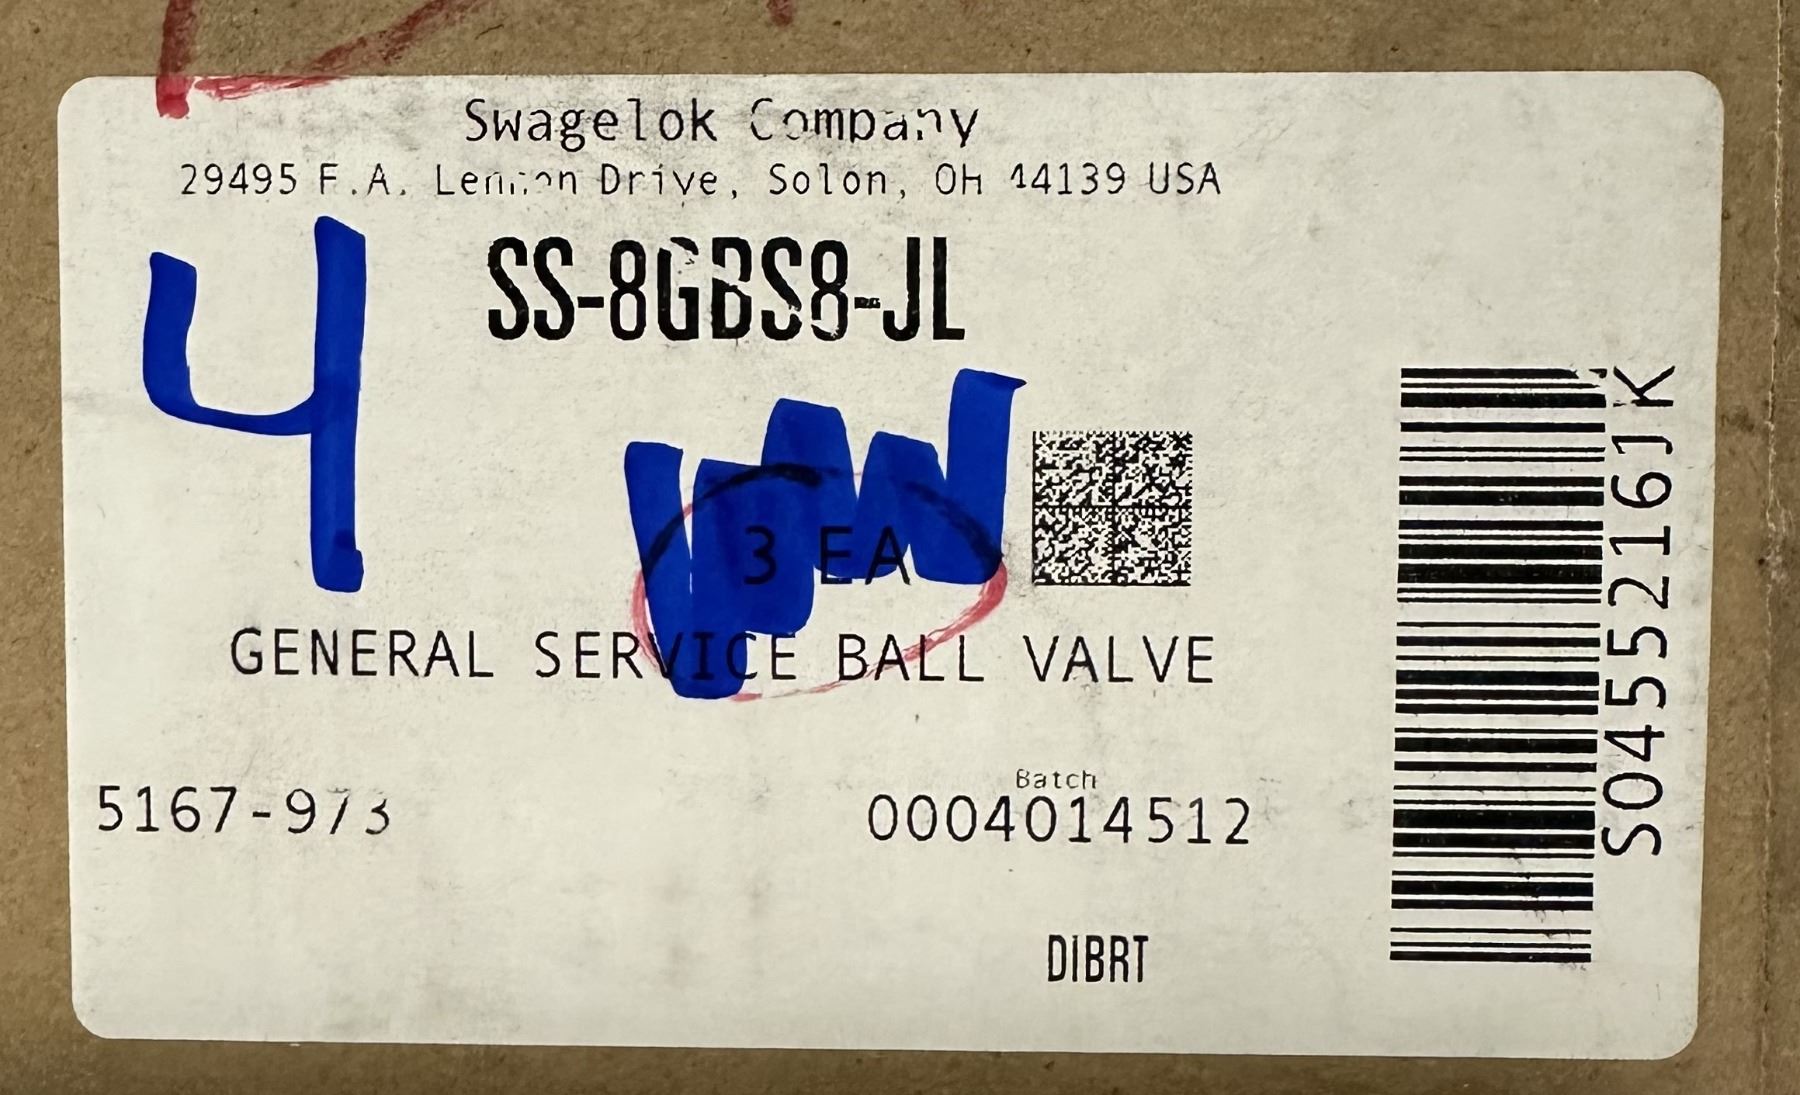 Swagelok Company
29495 F.A. Lennon Drive, Solon, OH 44139 USA
SS-8GBS8-JL
4
3 EA
GENERAL SERVICE BALL VALVE
5167-973
Batch
0004014512
DIBRT
S0455216JK